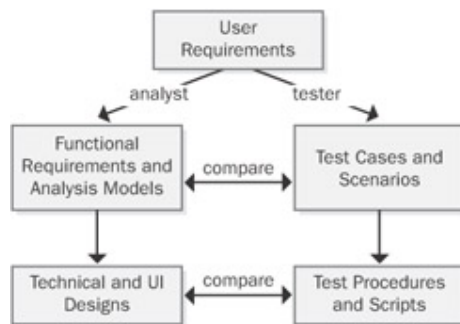 User
Requirements
analyst
tester
Functional
Requirements and
Analysis Models
compare
Test Cases and
Scenarios
Technical and UI
Designs
compare
Test Procedures
and Scripts